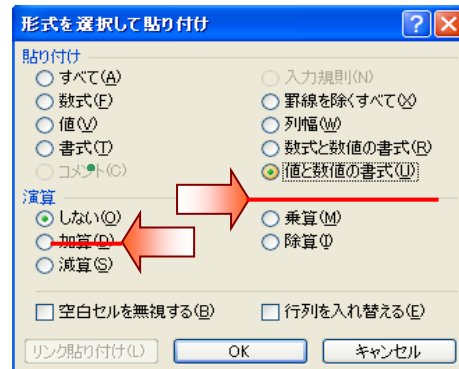 形式を選択して貼り付け
貼り付け
すべて(A)
入力規則(N)
数式(F)
罫線を除くすべて(X)
値(V)
列幅(W)
書式(T)
数式と数値の書式(R)
コメント(C)
値と数値の書式(U)
演算
しない(O)
乗算(M)
加算(D)
除算(I)
減算(S)
空白セルを無視する(B)
行列を入れ替える(E)
リンク貼り付け(L)
OK
キャンセル